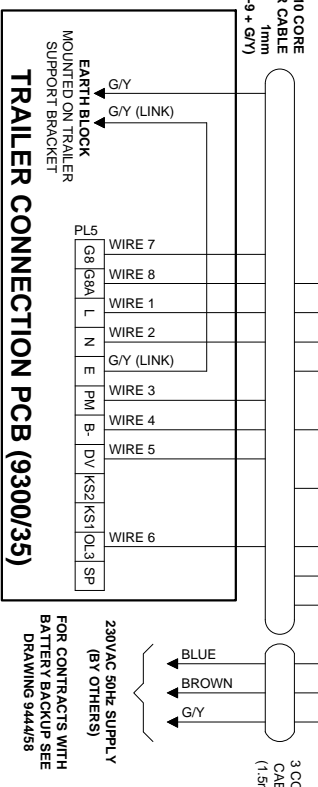 10 CORE
R CABLE
1mm
-9 + G/Y)
G/Y
G/Y (LINK)
EARTH BLOCK
MOUNTED ON TRAILER
SUPPORT BRACKET
PL5
G8 WIRE 7
G8A WIRE 8
L WIRE 1
N WIRE 2
E G/Y (LINK)
PM WIRE 3
B- WIRE 4
DV WIRE 5
KS2
KS1
OL3 WIRE 6
SP
TRAILER CONNECTION PCB (9300/35)
BLUE
BROWN
G/Y
230VAC 50Hz SUPPLY
(BY OTHERS)
FOR CONTRACTS WITH
BATTERY BACKUP SEE
DRAWING 9444/58
3 CO
CAB
(1.5m